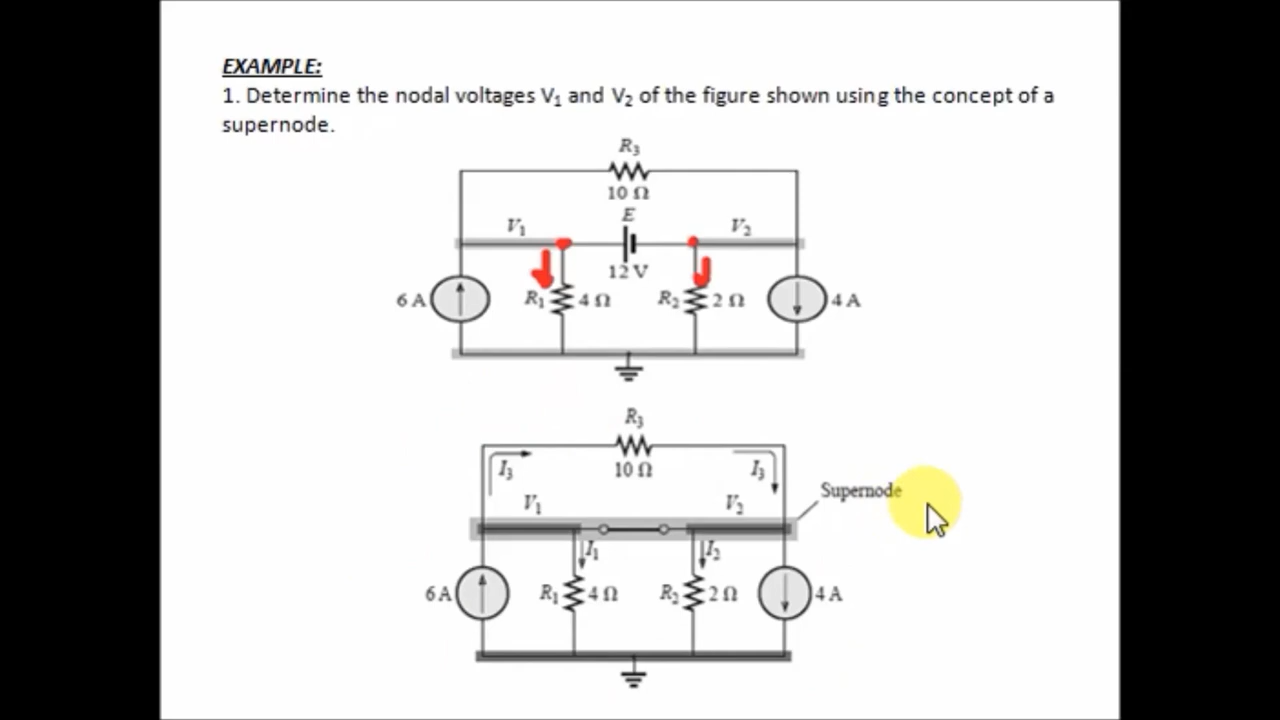 EXAMPLE:
1. Determine the nodal voltages V₁ and V₂ of the figure shown using the concept of a
supernode.
R₃
10 Ω
E
V₁
V₂
12 V
6 A
R₁
4 Ω
R₂
2 Ω
4 A
R₃
10 Ω
I₃
I₃
Supernode
V₁
V₂
I₁
I₂
6 A
R₁
4 Ω
R₂
2 Ω
4 A